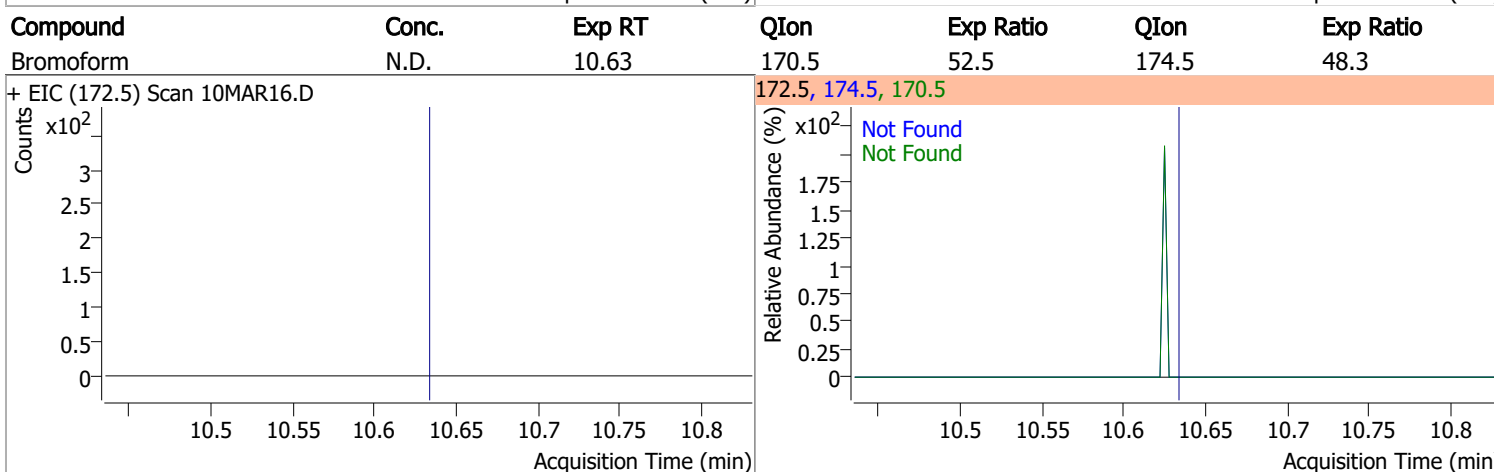 Compound Conc. Exp RT QIon Exp Ratio QIon Exp Ratio
Bromoform N.D. 10.63 170.5 52.5 174.5 48.3
+ EIC (172.5) Scan 10MAR16.D
Counts
x10²
3
2.5
2
1.5
1
0.5
0
10.5 10.55 10.6 10.65 10.7 10.75 10.8
Acquisition Time (min)
172.5, 174.5, 170.5
Relative Abundance (%)
x10²
Not Found
Not Found
1.75
1.5
1.25
1
0.75
0.5
0.25
0
10.5 10.55 10.6 10.65 10.7 10.75 10.8
Acquisition Time (min